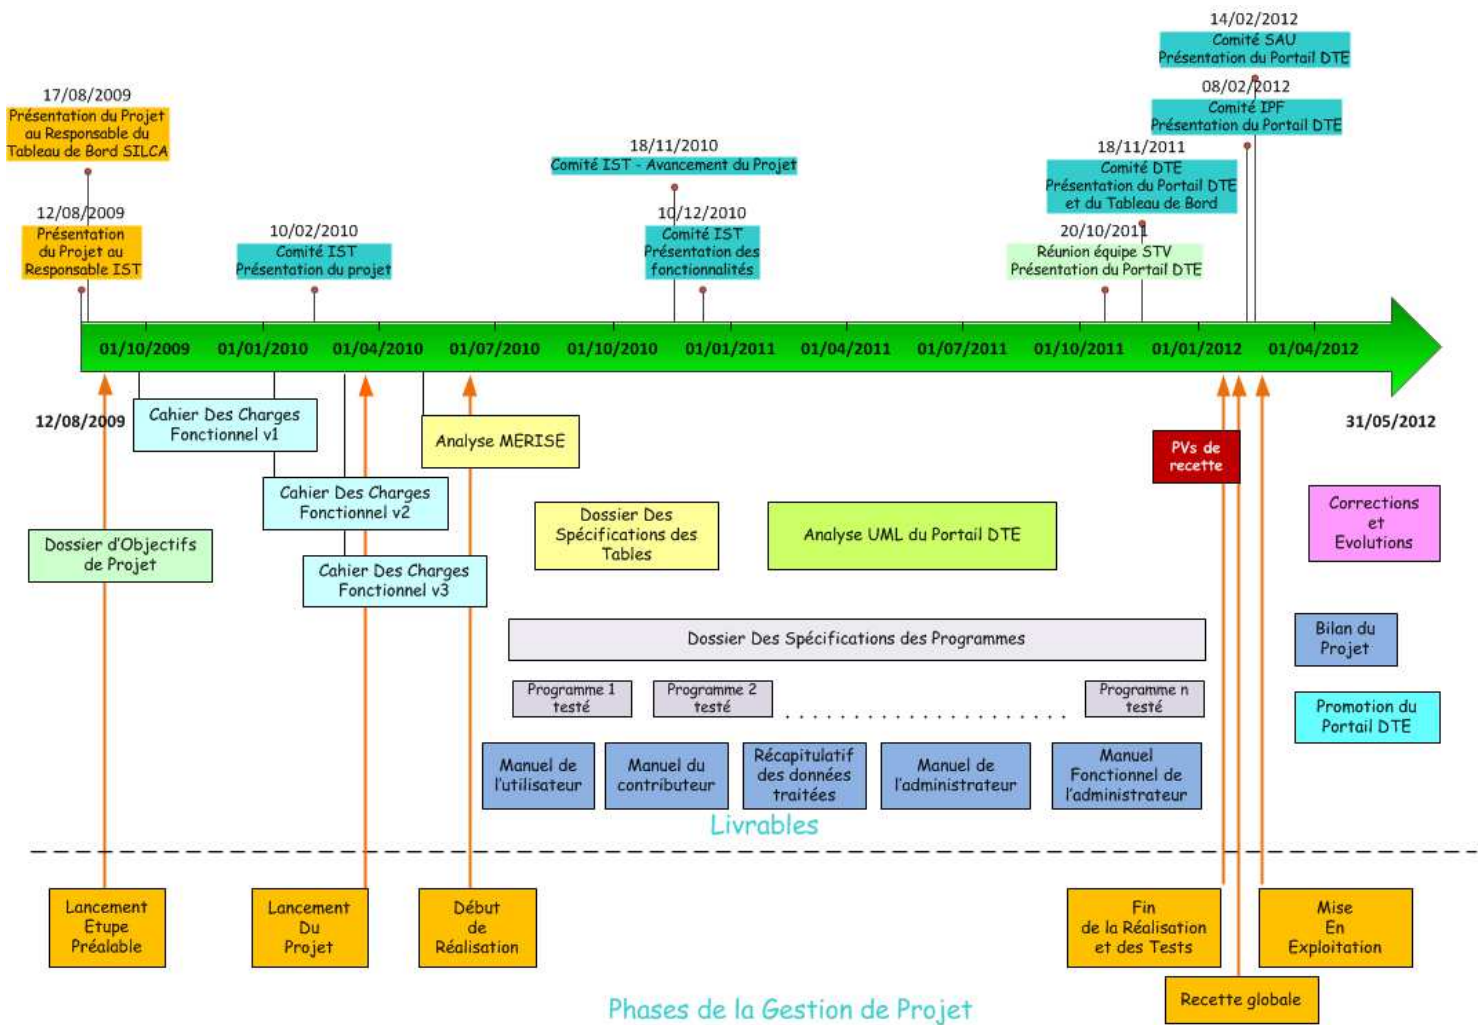 14/02/2012
Comité SAU
Présentation du Portail DTE
08/02/2012
Comité IPF
Présentation du Portail DTE
17/08/2009
Présentation du Projet
au Responsable du
Tableau de Bord SILCA
18/11/2010
Comité IST - Avancement du Projet
18/11/2011
Comité DTE
Présentation du Portail DTE
et du Tableau de Bord
12/08/2009
Présentation
du Projet au
Responsable IST
10/02/2010
Comité IST
Présentation du projet
10/12/2010
Comité IST
Présentation des
fonctionnalités
20/10/2011
Réunion équipe STV
Présentation du Portail DTE
01/10/2009
01/01/2010
01/04/2010
01/07/2010
01/10/2010
01/01/2011
01/04/2011
01/07/2011
01/10/2011
01/01/2012
01/04/2012
12/08/2009
31/05/2012
Cahier Des Charges
Fonctionnel v1
Analyse MERISE
PVs de
recette
Cahier Des Charges
Fonctionnel v2
Dossier Des
Spécifications des
Tables
Analyse UML du Portail DTE
Corrections
et
Evolutions
Dossier d'Objectifs
de Projet
Cahier Des Charges
Fonctionnel v3
Dossier Des Spécifications des Programmes
Bilan du
Projet
Programme 1
testé
Programme 2
testé
. . . . . . . . . . . . . . . . . . . .
Programme n
testé
Promotion du
Portail DTE
Manuel de
l'utilisateur
Manuel du
contributeur
Récapitulatif
des données
traitées
Manuel de
l'administrateur
Manuel
Fonctionnel de
l'administrateur
Livrables
Lancement
Etupe
Préalable
Lancement
Du
Projet
Début
de
Réalisation
Fin
de la Réalisation
et des Tests
Mise
En
Exploitation
Recette globale
Phases de la Gestion de Projet